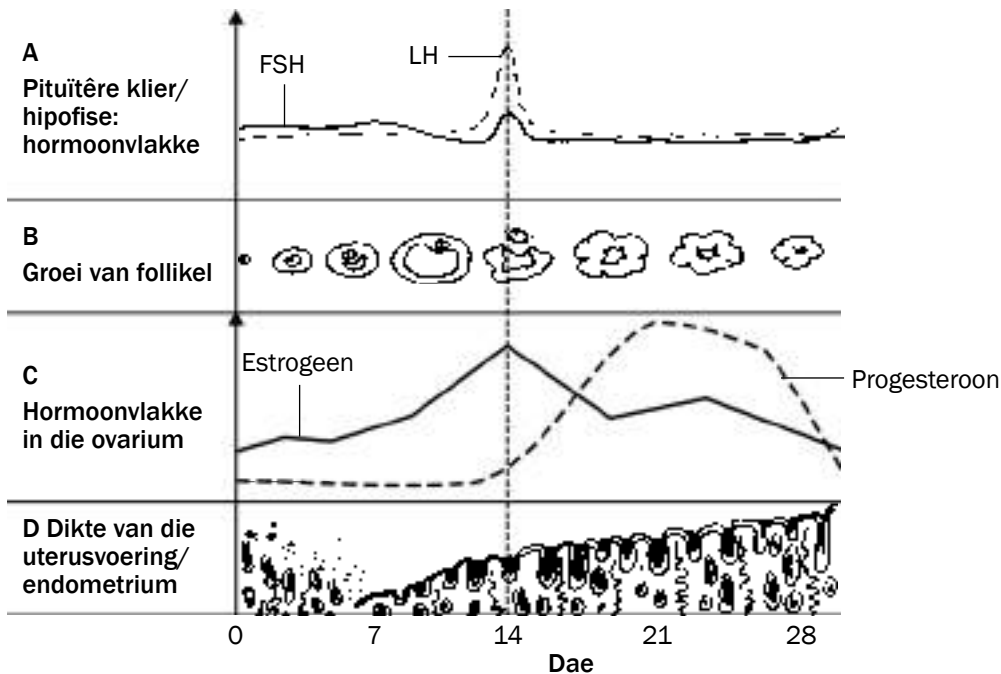 A
Pituïtêre klier/
hipofise:
hormoonvlakke
FSH
LH
B
Groei van follikel
C
Hormoonvlakke
in die ovarium
Estrogeen
Progesteroon
D Dikte van die
uterusvoering/
endometrium
0 7 14 21 28
Dae